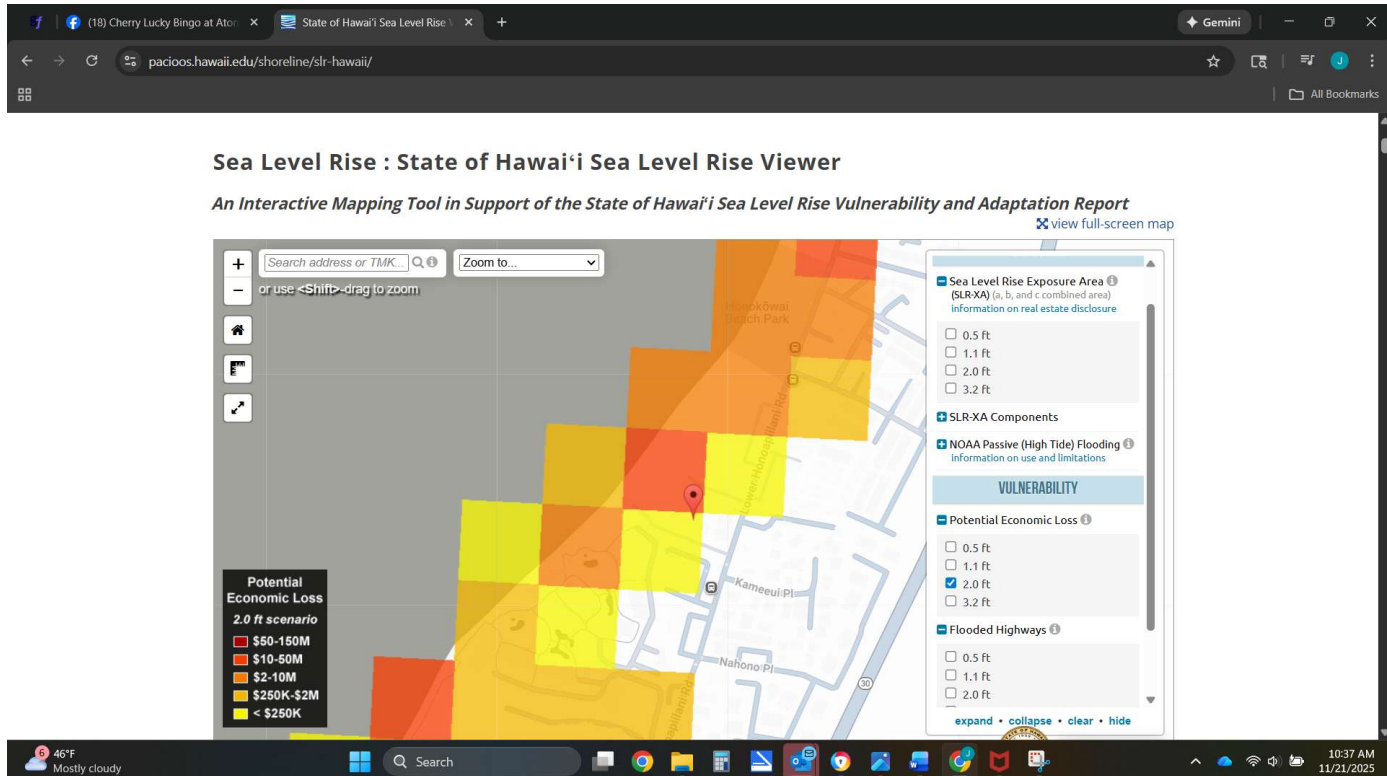 (18) Cherry Lucky Bingo at Aton
State of Hawai'i Sea Level Rise V
Gemini
pacioos.hawaii.edu/shoreline/slr-hawaii/
J
All Bookmarks
Sea Level Rise : State of Hawaiʻi Sea Level Rise Viewer
An Interactive Mapping Tool in Support of the State of Hawaiʻi Sea Level Rise Vulnerability and Adaptation Report
view full-screen map
Search address or TMK...
Zoom to...
or use <Shift>-drag to zoom
Honokōwai
Beach Park
Lower Honoapiilani Rd
Kameeui Pl
Nahono Pl
30
Sea Level Rise Exposure Area
(SLR-XA) (a, b, and c combined area)
information on real estate disclosure
0.5 ft
1.1 ft
2.0 ft
3.2 ft
SLR-XA Components
NOAA Passive (High Tide) Flooding
information on use and limitations
VULNERABILITY
Potential Economic Loss
0.5 ft
1.1 ft
2.0 ft
3.2 ft
Flooded Highways
0.5 ft
1.1 ft
2.0 ft
expand • collapse • clear • hide
Potential
Economic Loss
2.0 ft scenario
$50-150M
$10-50M
$2-10M
$250K-$2M
< $250K
6
46°F
Mostly cloudy
Search
10:37 AM
11/21/2025